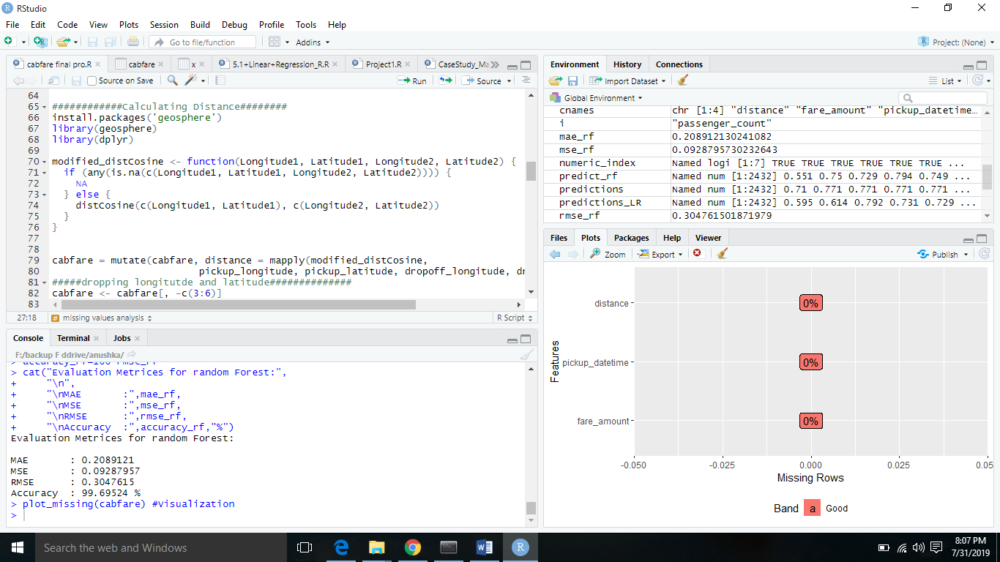 RStudio
File Edit Code View Plots Session Build Debug Profile Tools Help
Go to file/function
Addins
Project: (None)
cabfare final pro.R
cabfare
x
5.1+Linear+Regression_R.R
Project1.R
CaseStudy_Ma
Source on Save
Run
Source
64
65 ############Calculating Distance########
66 install.packages('geosphere')
67 library(geosphere)
68 library(dplyr)
69
70 modified_distCosine <- function(Longitude1, Latitude1, Longitude2, Latitude2) {
71 if (any(is.na(c(Longitude1, Latitude1, Longitude2, Latitude2)))) {
72 NA
73 } else {
74 distCosine(c(Longitude1, Latitude1), c(Longitude2, Latitude2))
75 }
76 }
77
78
79 cabfare = mutate(cabfare, distance = mapply(modified_distCosine,
80 pickup_longitude, pickup_latitude, dropoff_longitude, dr
81 #####dropping longitutde and latitude##############
82 cabfare <- cabfare[, -c(3:6)]
83
27:18
# missing values analysis
R Script
Console Terminal Jobs
F:/backup F ddrive/anushka/
> accuracy_rf=100-rmse_rf
> cat("Evaluation Metrices for random Forest:",
+ "\n",
+ "\nMAE :",mae_rf,
+ "\nMSE :",mse_rf,
+ "\nRMSE :",rmse_rf,
+ "\nAccuracy :",accuracy_rf,"%")
Evaluation Metrices for random Forest:
MAE : 0.2089121
MSE : 0.09287957
RMSE : 0.3047615
Accuracy : 99.69524 %
> plot_missing(cabfare) #Visualization
>
Environment History Connections
Import Dataset
List
Global Environment
cnames chr [1:4] "distance" "fare_amount" "pickup_datetime…
i "passenger_count"
mae_rf 0.208912130241082
mse_rf 0.0928795730232643
numeric_index Named logi [1:7] TRUE TRUE TRUE TRUE TRUE TRUE ...
predict_rf Named num [1:2432] 0.551 0.75 0.729 0.794 0.749 ...
predictions Named num [1:2432] 0.71 0.771 0.771 0.771 0.771 ...
predictions_LR Named num [1:2432] 0.595 0.614 0.792 0.731 0.729 ...
rmse_rf 0.304761501871979
Files Plots Packages Help Viewer
Zoom
Export
Publish
Features
distance
0%
pickup_datetime
0%
fare_amount
0%
-0.050 -0.025 0.000 0.025 0.05
Missing Rows
Band a Good
Search the web and Windows
8:07 PM
7/31/2019